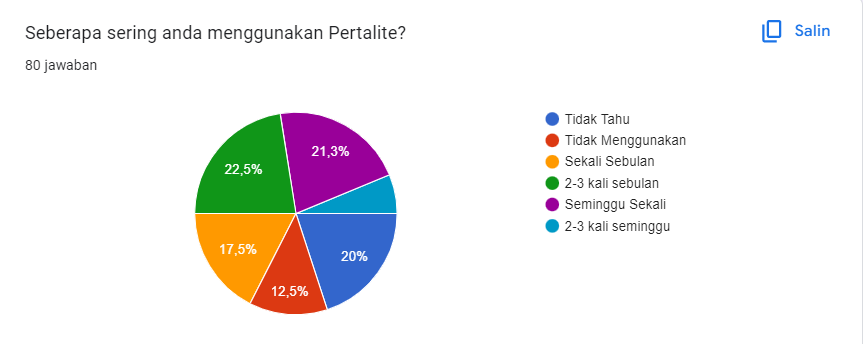 Seberapa sering anda menggunakan Pertalite?
Salin
80 jawaban
21,3%
22,5%
17,5%
20%
12,5%
Tidak Tahu
Tidak Menggunakan
Sekali Sebulan
2-3 kali sebulan
Seminggu Sekali
2-3 kali seminggu